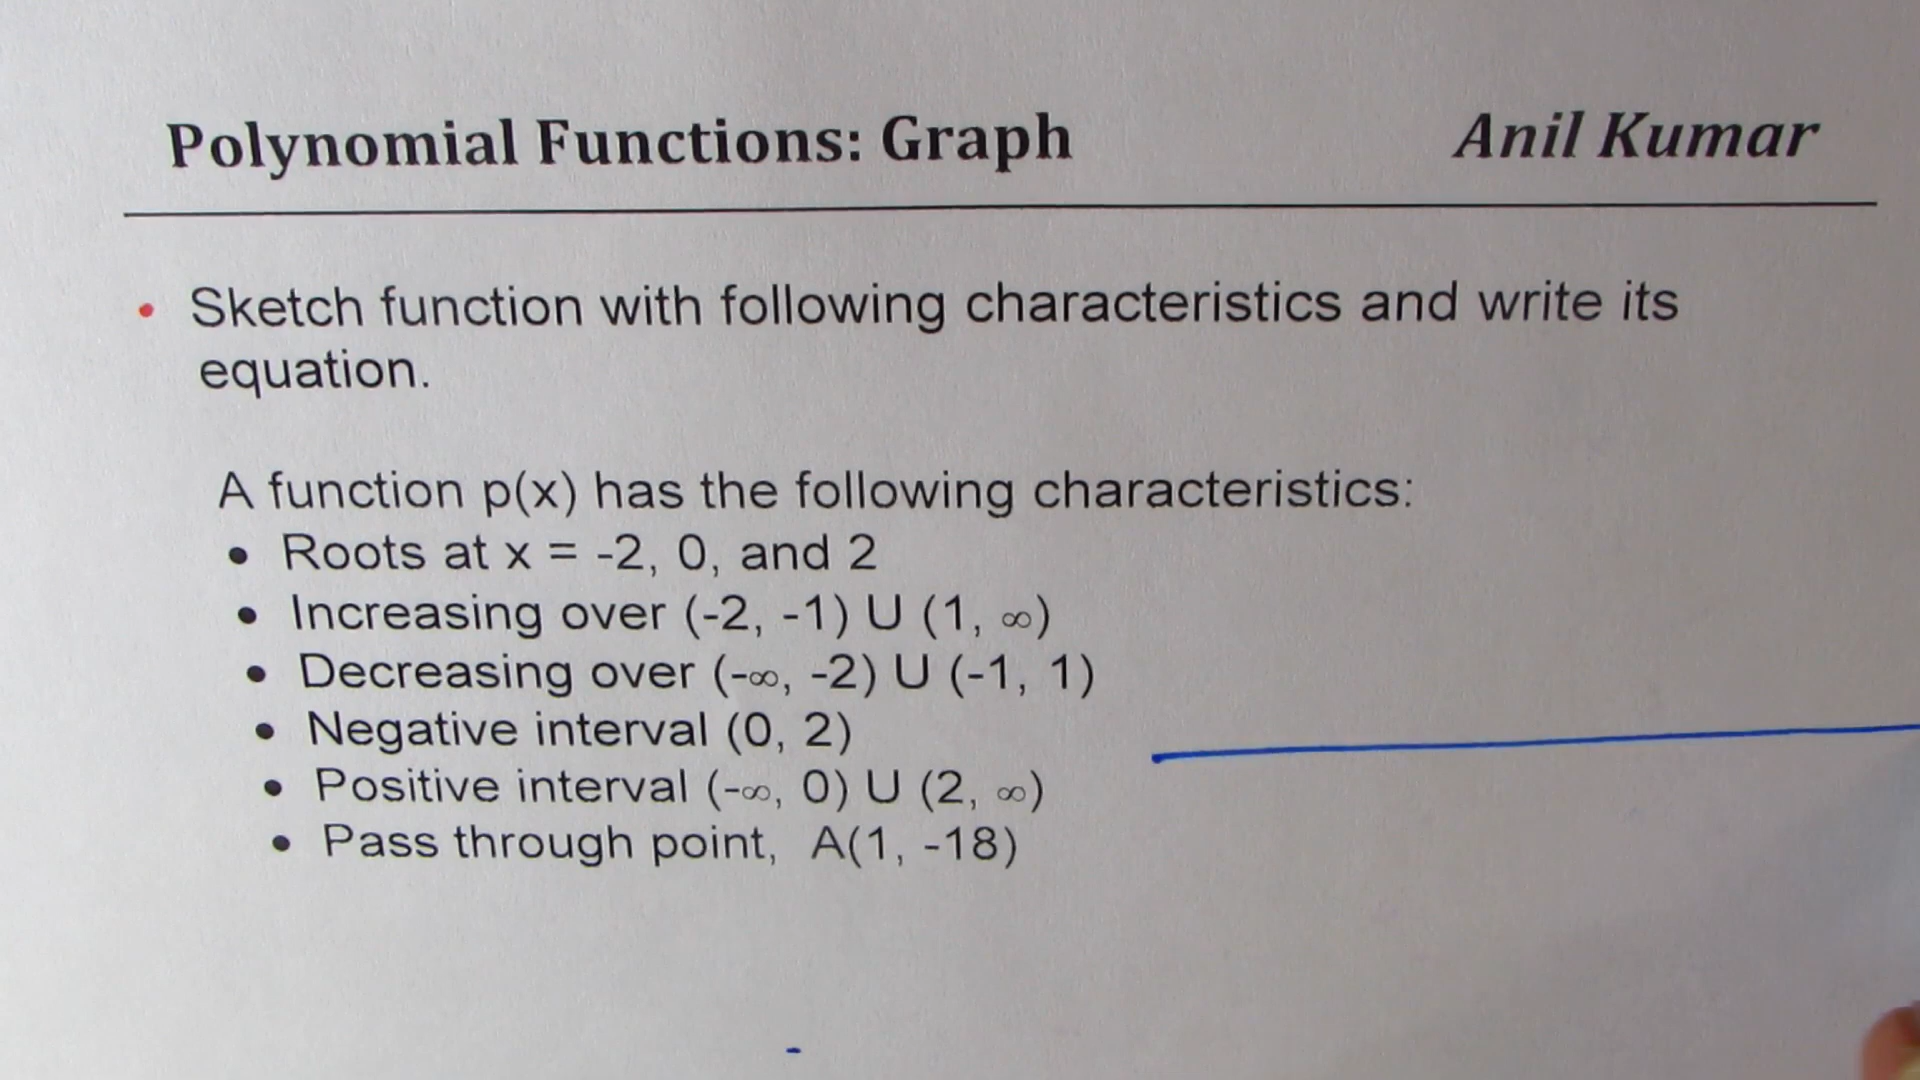 Polynomial Functions: Graph
Anil Kumar
• Sketch function with following characteristics and write its
equation.
A function p(x) has the following characteristics:
• Roots at x = -2, 0, and 2
• Increasing over (-2, -1) U (1, ∞)
• Decreasing over (-∞, -2) U (-1, 1)
• Negative interval (0, 2)
• Positive interval (-∞, 0) U (2, ∞)
• Pass through point, A(1, -18)